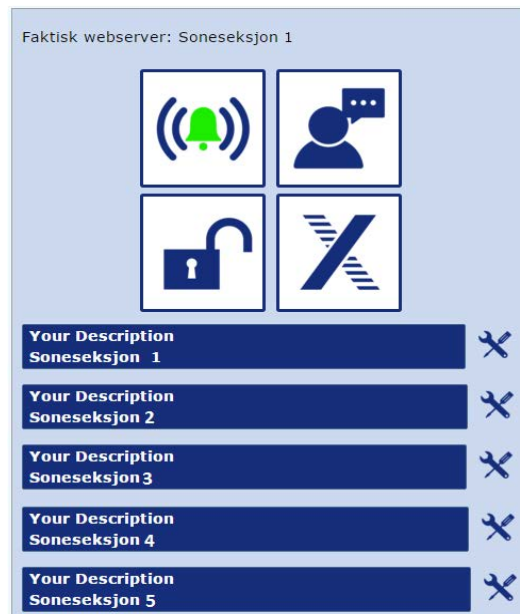 Faktisk webserver: Soneseksjon 1
Your Description
Soneseksjon 1
Your Description
Soneseksjon 2
Your Description
Soneseksjon 3
Your Description
Soneseksjon 4
Your Description
Soneseksjon 5